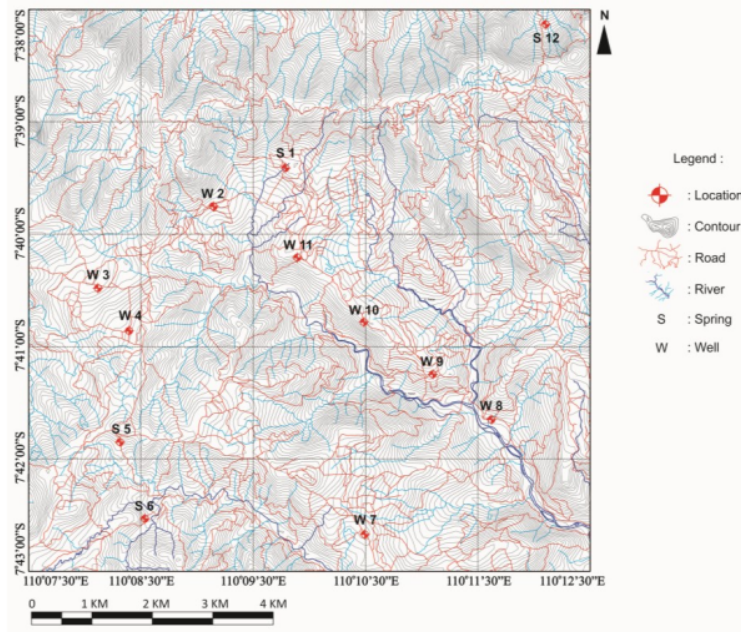 N
S 12
7°38'00"S
7°39'00"S
S 1
W 2
7°40'00"S
W 11
W 3
W 10
W 4
7°41'00"S
W 9
W 8
S 5
7°42'00"S
S 6
W 7
7°43'00"S
110°07'30"E
110°08'30"E
110°09'30"E
110°10'30"E
110°11'30"E
110°12'30"E
0
1 KM
2 KM
3 KM
4 KM
Legend :
: Location
: Contour
: Road
: River
S : Spring
W : Well